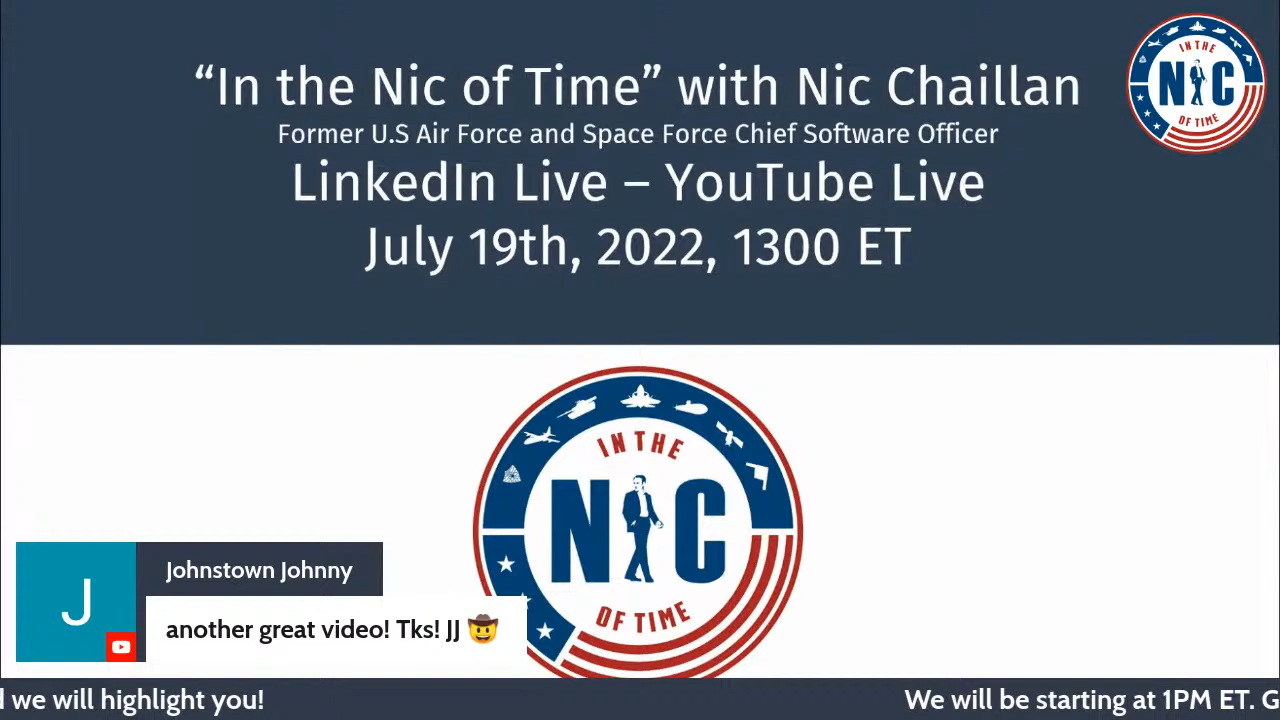 “In the Nic of Time” with Nic Chaillan
Former U.S Air Force and Space Force Chief Software Officer
LinkedIn Live – YouTube Live
July 19th, 2022, 1300 ET
IN THE
NIC
OF TIME
IN THE
NIC
OF TIME
J
Johnstown Johnny
another great video! Tks! JJ 🤠
d we will highlight you!
We will be starting at 1PM ET. G